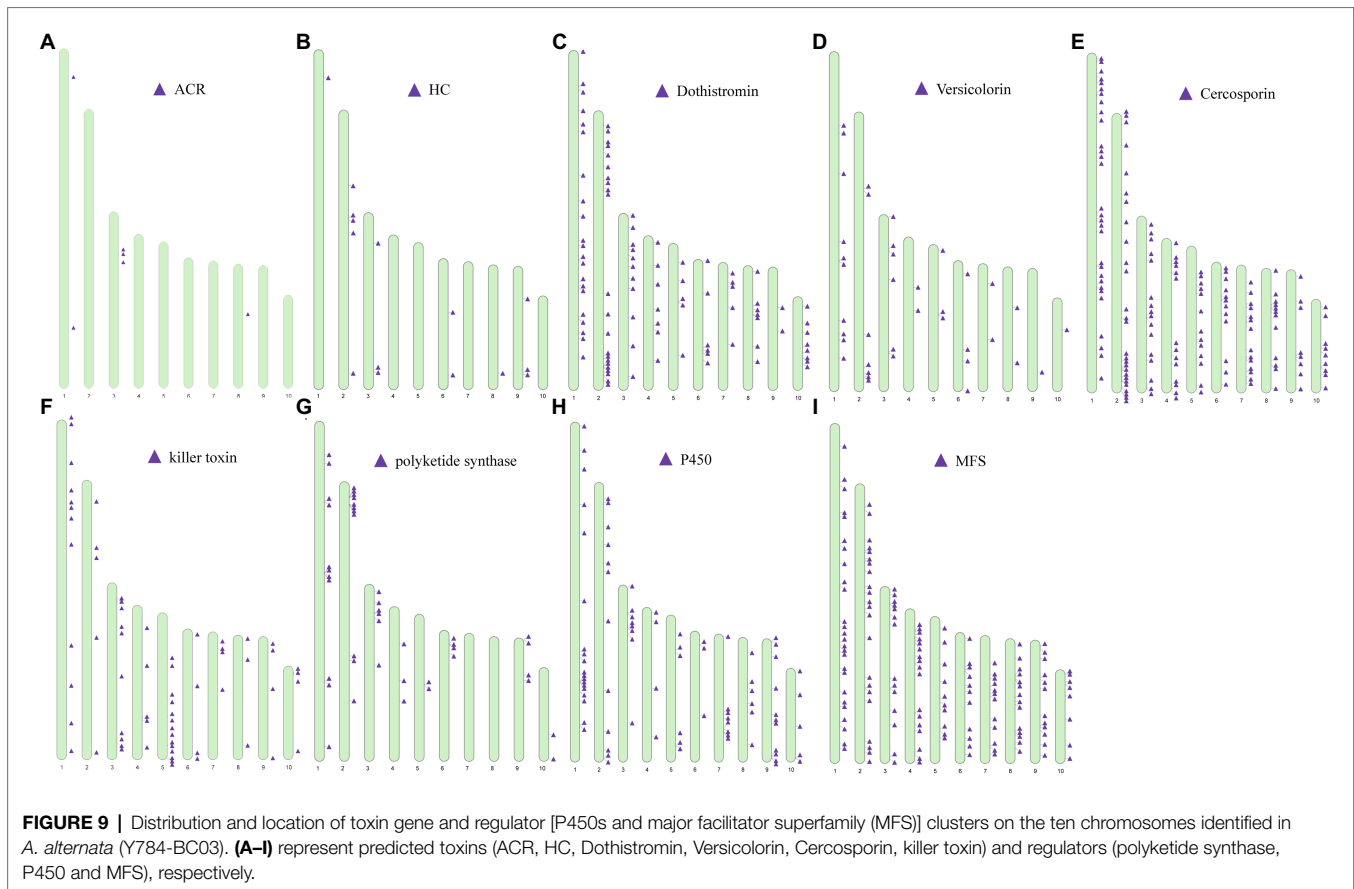 A
B
C
D
E
ACR
HC
Dothistromin
Versicolorin
Cercosporin
1 2 3 4 5 6 7 8 9 10
1 2 3 4 5 6 7 8 9 10
1 2 3 4 5 6 7 8 9 10
1 2 3 4 5 6 7 8 9 10
1 2 3 4 5 6 7 8 9 10
F
G
H
I
killer toxin
polyketide synthase
P450
MFS
1 2 3 4 5 6 7 8 9 10
1 2 3 4 5 6 7 8 9 10
1 2 3 4 5 6 7 8 9 10
1 2 3 4 5 6 7 8 9 10
FIGURE 9 | Distribution and location of toxin gene and regulator [P450s and major facilitator superfamily (MFS)] clusters on the ten chromosomes identified in
A. alternata (Y784-BC03). (A–I) represent predicted toxins (ACR, HC, Dothistromin, Versicolorin, Cercosporin, killer toxin) and regulators (polyketide synthase,
P450 and MFS), respectively.